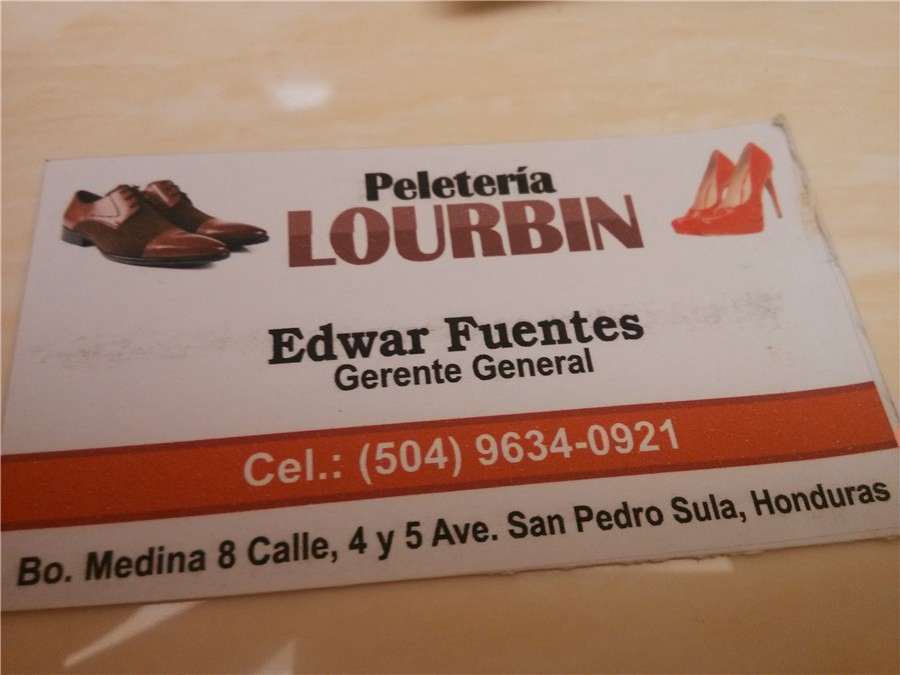 Peletería
LOURBIN
Edwar Fuentes
Gerente General
Cel.: (504) 9634-0921
Bo. Medina 8 Calle, 4 y 5 Ave. San Pedro Sula, Honduras